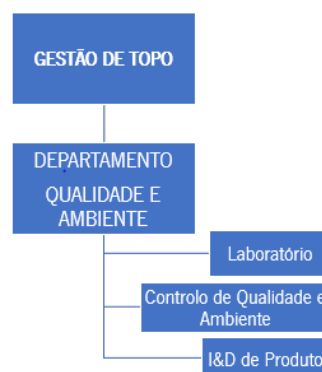 GESTÃO DE TOPO
DEPARTAMENTO
QUALIDADE E
AMBIENTE
Laboratório
Controlo de Qualidade e
Ambiente
I&D de Produto